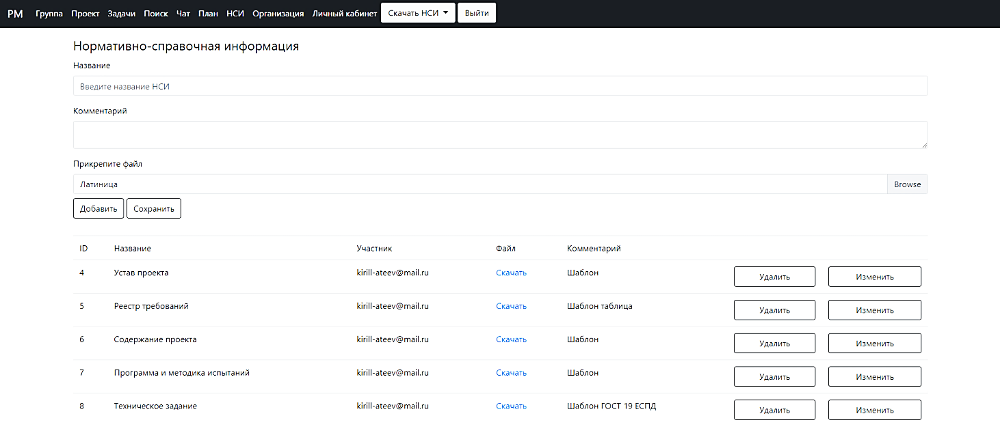 PM Группа Проект Задачи Поиск Чат План НСИ Организация Личный кабинет Скачать НСИ Выйти
Нормативно-справочная информация
Название
Введите название НСИ
Комментарий
Прикрепите файл
Латиница Browse
Добавить Сохранить
ID Название Участник Файл Комментарий
4 Устав проекта kirill-ateev@mail.ru Скачать Шаблон Удалить Изменить
5 Реестр требований kirill-ateev@mail.ru Скачать Шаблон таблица Удалить Изменить
6 Содержание проекта kirill-ateev@mail.ru Скачать Шаблон Удалить Изменить
7 Программа и методика испытаний kirill-ateev@mail.ru Скачать Шаблон Удалить Изменить
8 Техническое задание kirill-ateev@mail.ru Скачать Шаблон ГОСТ 19 ЕСПД Удалить Изменить